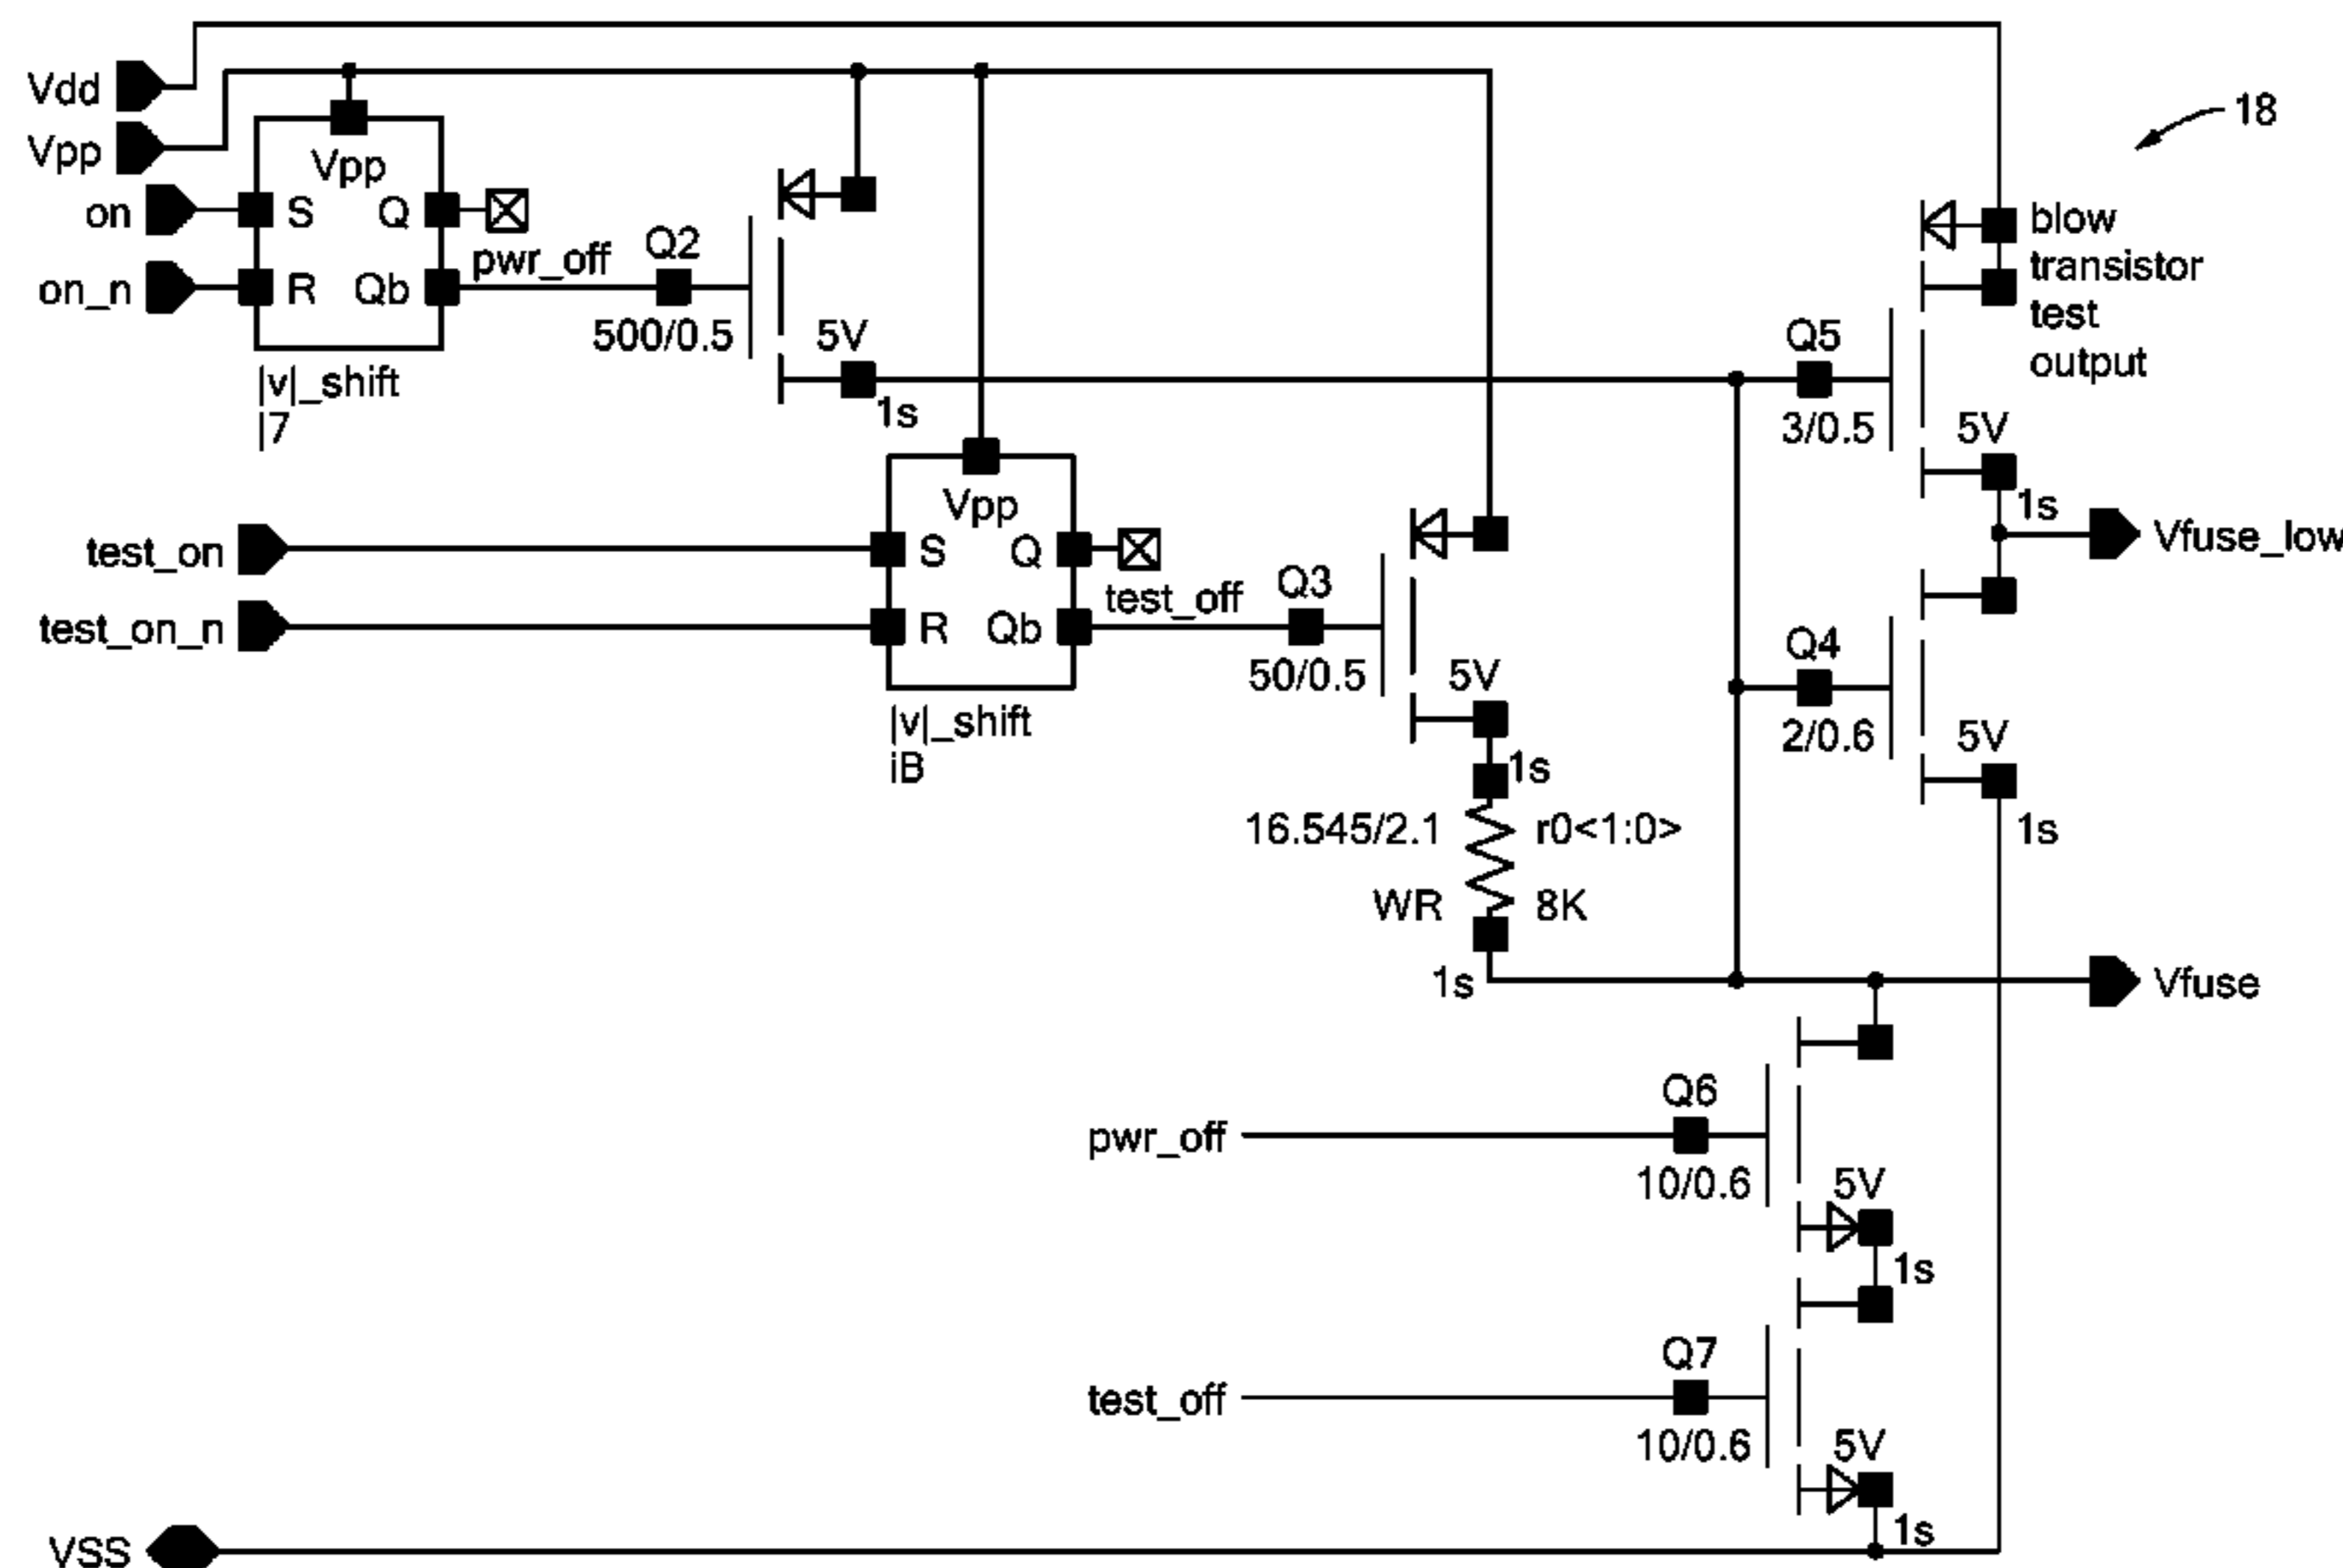 Vdd
Vpp
on
on_n
Vpp
S
Q
R
Qb
|v|_shift
i7
pwr_off
Q2
500/0.5
5V
1s
18
blow
transistor
test
output
Q5
3/0.5
5V
1s
Vfuse_low
test_on
test_on_n
Vpp
S
Q
R
Qb
|v|_shift
iB
test_off
Q3
50/0.5
5V
1s
Q4
2/0.6
5V
1s
16.545/2.1
r0<1:0>
WR
8K
1s
Vfuse
pwr_off
Q6
10/0.6
5V
1s
test_off
Q7
10/0.6
5V
1s
VSS